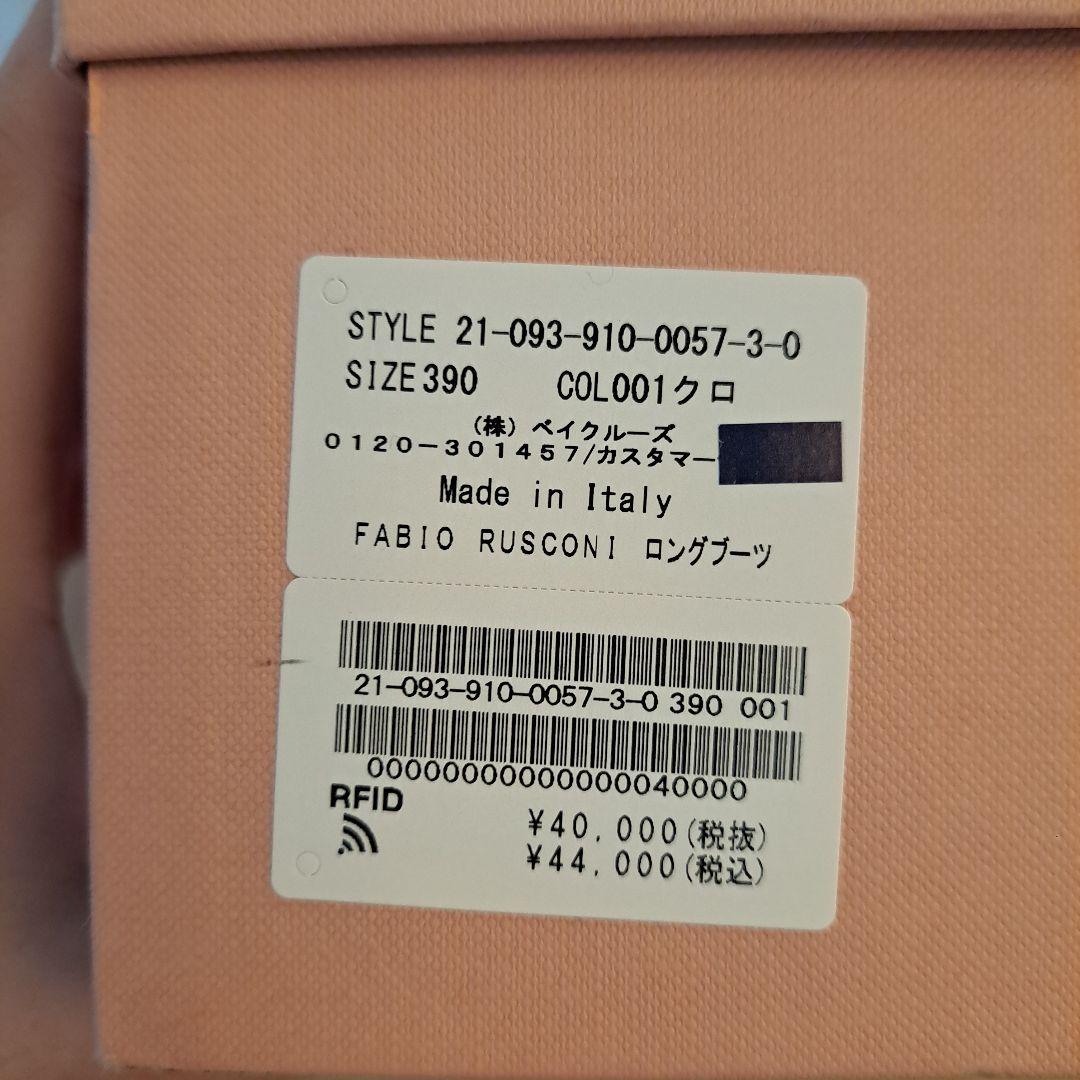 STYLE 21-093-910-0057-3-0
SIZE390 COL001クロ
(株) ベイクルーズ
0120-301457/カスタマー
Made in Italy
FABIO RUSCONI ロングブーツ
21-093-910-0057-3-0 390 001
00000000000000040000
RFID
¥40,000(税抜)
¥44,000(税込)